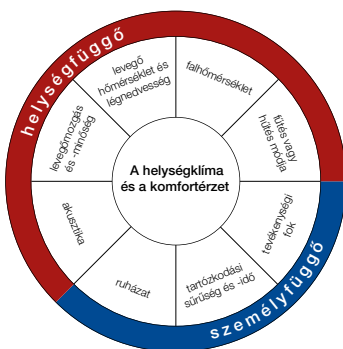 helységfüggő
levegő
hőmérséklet és
légnedvesség
falhőmérséklet
fűtés vagy
hűtés módja
levegőmozgás
és -minőség
A helységklíma
és a komfortérzet
akusztika
tevékenységi
fok
ruházat
tartózkodási
sűrűség és -idő
személyfüggő